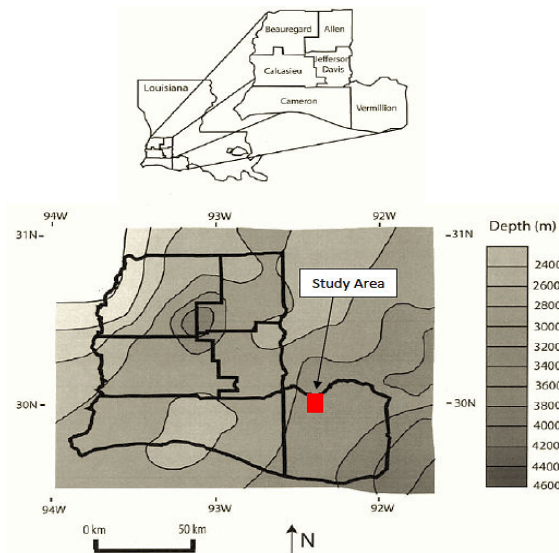 Beauregard Allen
Jefferson
Calcasieu Davis
Louisiana
Cameron Vermillion
94W 93W 92W
31N 31N
Depth (m)
Study Area
2400
2600
2800
3000
3200
3400
3600
3800
4000
4200
4400
4600
30N 30N
94W 93W 92W
0 km 50 km
N